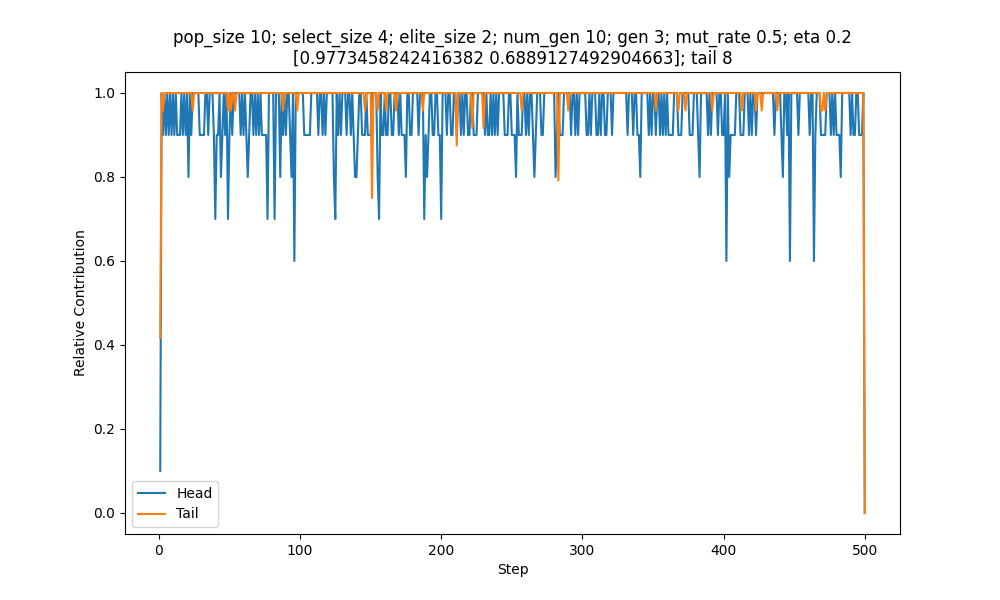 pop_size 10; select_size 4; elite_size 2; num_gen 10; gen 3; mut_rate 0.5; eta 0.2
[0.9773458242416382 0.6889127492904663]; tail 8
1.0
0.8
0.6
0.4
0.2
0.0
Relative Contribution
Head
Tail
0 100 200 300 400 500
Step